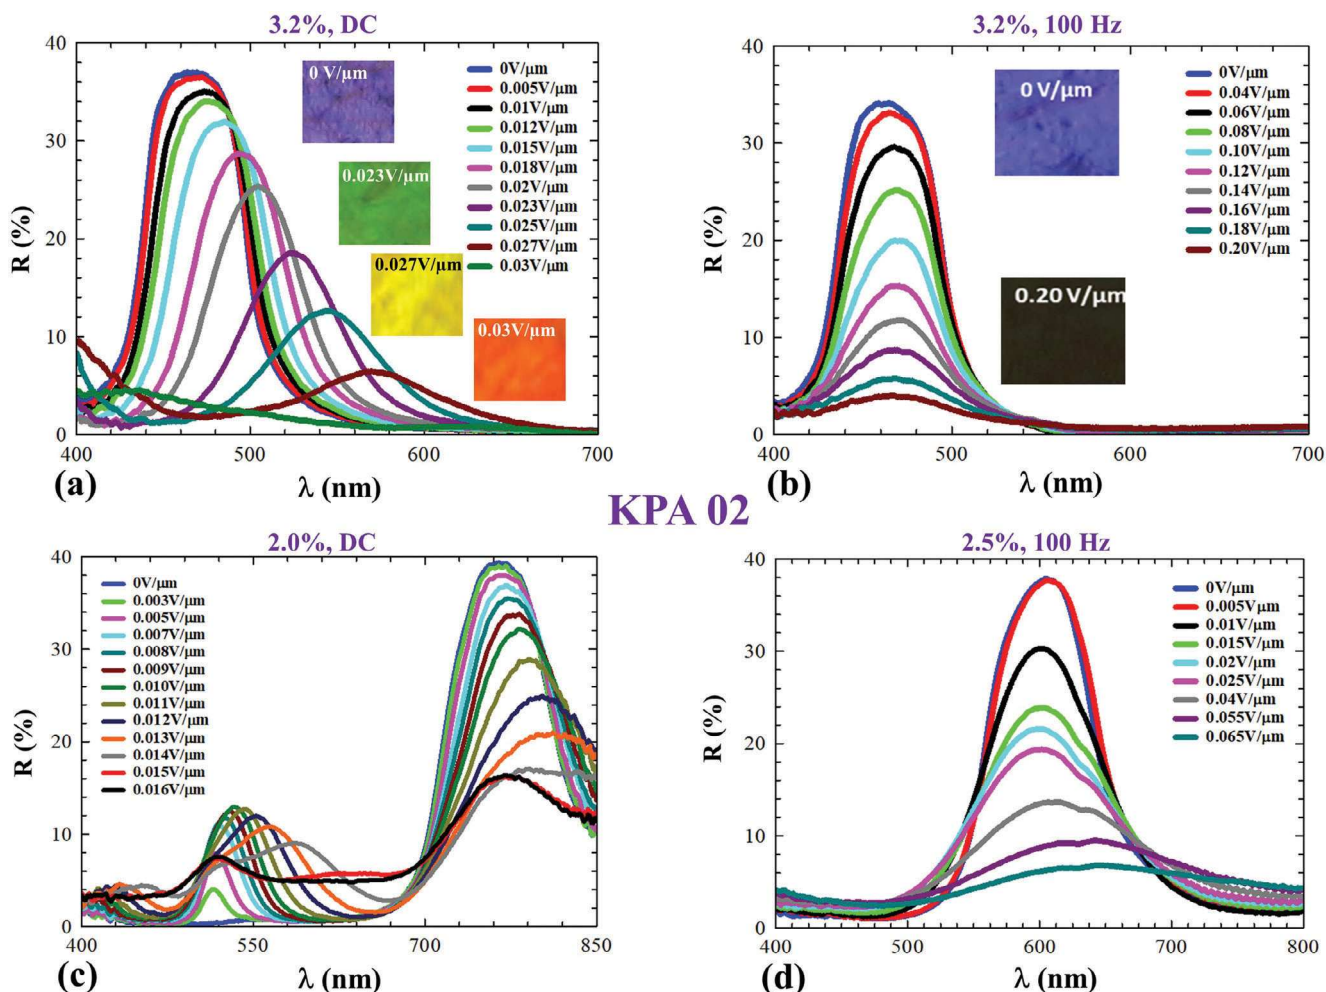 3.2%, DC
40
30
20
10
0
R (%)
400
500
600
700
λ (nm)
(a)
0 V/µm
0.023V/µm
0.027V/µm
0.03V/µm
0V/µm
0.005V/µm
0.01V/µm
0.012V/µm
0.015V/µm
0.018V/µm
0.02V/µm
0.023V/µm
0.025V/µm
0.027V/µm
0.03V/µm
3.2%, 100 Hz
40
30
20
10
0
R (%)
400
500
600
700
λ (nm)
(b)
0 V/µm
0.20 V/µm
0V/µm
0.04V/µm
0.06V/µm
0.08V/µm
0.10V/µm
0.12V/µm
0.14V/µm
0.16V/µm
0.18V/µm
0.20V/µm
KPA 02
2.0%, DC
40
30
20
10
0
R (%)
400
550
700
850
λ (nm)
(c)
0V/µm
0.003V/µm
0.005V/µm
0.007V/µm
0.008V/µm
0.009V/µm
0.010V/µm
0.011V/µm
0.012V/µm
0.013V/µm
0.014V/µm
0.015V/µm
0.016V/µm
2.5%, 100 Hz
40
30
20
10
0
R (%)
400
500
600
700
800
λ (nm)
(d)
0V/µm
0.005Vµm
0.01V/µm
0.015V/µm
0.02V/µm
0.025V/µm
0.04V/µm
0.055V/µm
0.065V/µm